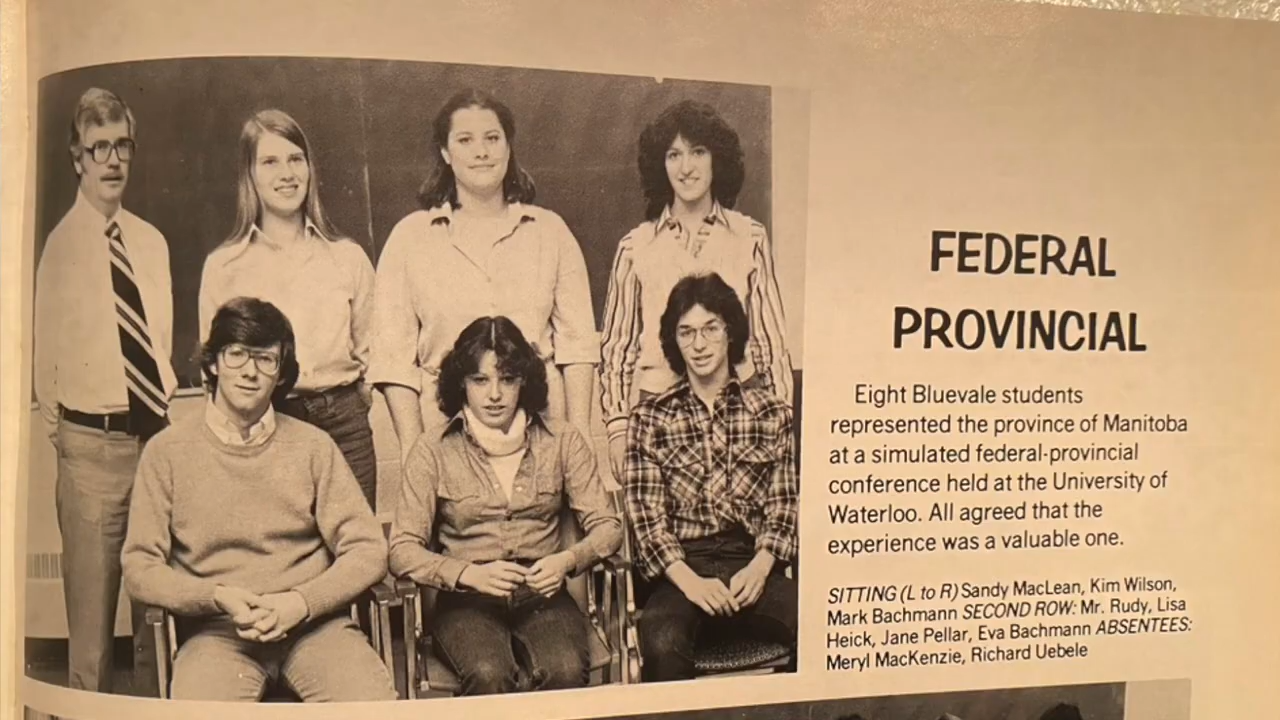 FEDERAL
PROVINCIAL
Eight Bluevale students
represented the province of Manitoba
at a simulated federal-provincial
conference held at the University of
Waterloo. All agreed that the
experience was a valuable one.
SITTING (L to R) Sandy MacLean, Kim Wilson,
Mark Bachmann SECOND ROW: Mr. Rudy, Lisa
Heick, Jane Pellar, Eva Bachmann ABSENTEES:
Meryl MacKenzie, Richard Uebele